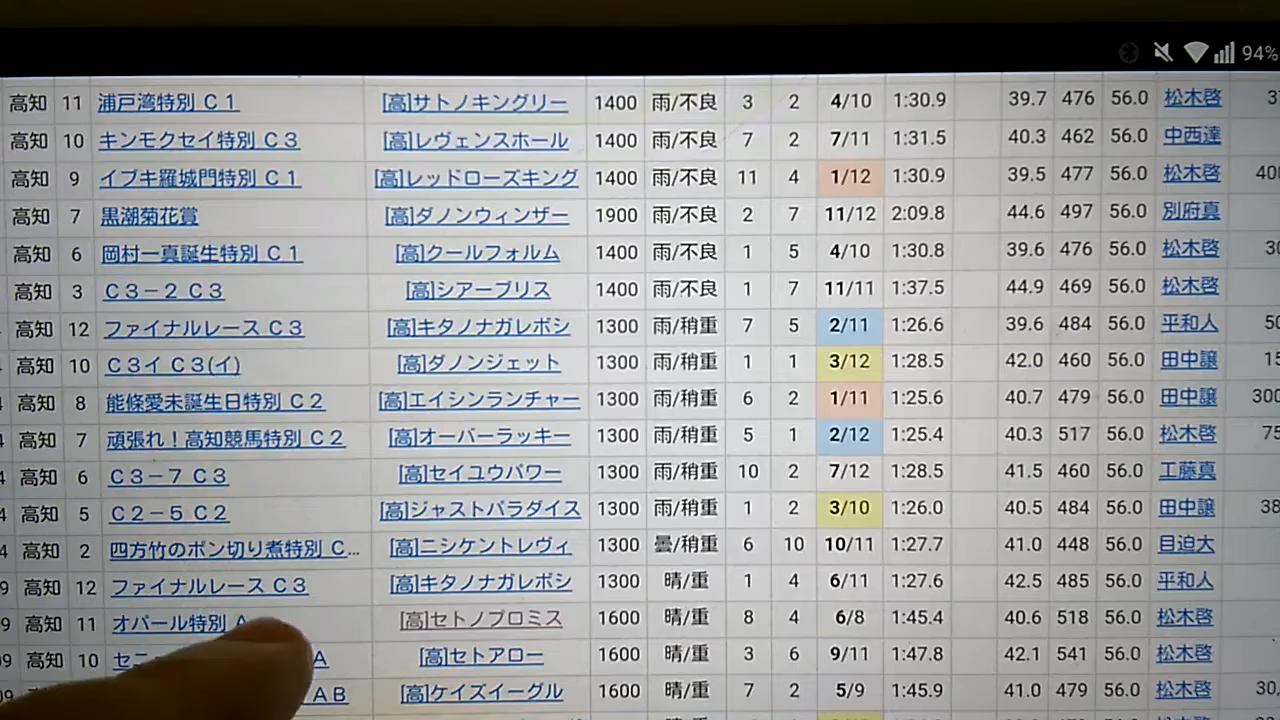 94%
高知 11 浦戸湾特別 C1 [高]サトノキングリー 1400 雨/不良 3 2 4/10 1:30.9 39.7 476 56.0 松木啓
高知 10 キンモクセイ特別 C3 [高]レヴェンスホール 1400 雨/不良 7 2 7/11 1:31.5 40.3 462 56.0 中西達
高知 9 イブキ羅城門特別 C1 [高]レッドローズキング 1400 雨/不良 11 4 1/12 1:30.9 39.5 477 56.0 松木啓 400
高知 7 黒潮菊花賞 [高]ダノンウィンザー 1900 雨/不良 2 7 11/12 2:09.8 44.6 497 56.0 別府真
高知 6 岡村一真誕生特別 C1 [高]クールフォルム 1400 雨/不良 1 5 4/10 1:30.8 39.6 476 56.0 松木啓 30
高知 3 C3-2 C3 [高]シアーブリス 1400 雨/不良 1 7 11/11 1:37.5 44.9 469 56.0 松木啓
高知 12 ファイナルレース C3 [高]キタノナガレボシ 1300 雨/稍重 7 5 2/11 1:26.6 39.6 484 56.0 平和人 50
高知 10 C3イ C3(イ) [高]ダノンジェット 1300 雨/稍重 1 1 3/12 1:28.5 42.0 460 56.0 田中譲 15
高知 8 能條愛未誕生日特別 C2 [高]エイシンランチャー 1300 雨/稍重 6 2 1/11 1:25.6 40.7 479 56.0 田中譲 300
高知 7 頑張れ！高知競馬特別 C2 [高]オーバーラッキー 1300 雨/稍重 5 1 2/12 1:25.4 40.3 517 56.0 松木啓 75
4 高知 6 C3-7 C3 [高]セイユウパワー 1300 雨/稍重 10 2 7/12 1:28.5 41.5 460 56.0 工藤真
4 高知 5 C2-5 C2 [高]ジャストパラダイス 1300 雨/稍重 1 2 3/10 1:26.0 40.5 484 56.0 田中譲 38
4 高知 2 四方竹のポン切り煮特別 C... [高]ニシケントレヴィ 1300 曇/稍重 6 10 10/11 1:27.7 41.0 448 56.0 目迫大
9 高知 12 ファイナルレース C3 [高]キタノナガレボシ 1300 晴/重 1 4 6/11 1:27.6 42.5 485 56.0 平和人
9 高知 11 オパール特別 A [高]セトノプロミス 1600 晴/重 8 4 6/8 1:45.4 40.6 518 56.0 松木啓
09 高知 10 セニ A [高]セトアロー 1600 晴/重 3 6 9/11 1:47.8 42.1 541 56.0 松木啓
09 AB [高]ケイズイーグル 1600 晴/重 7 2 5/9 1:45.9 41.0 479 56.0 松木啓 30,